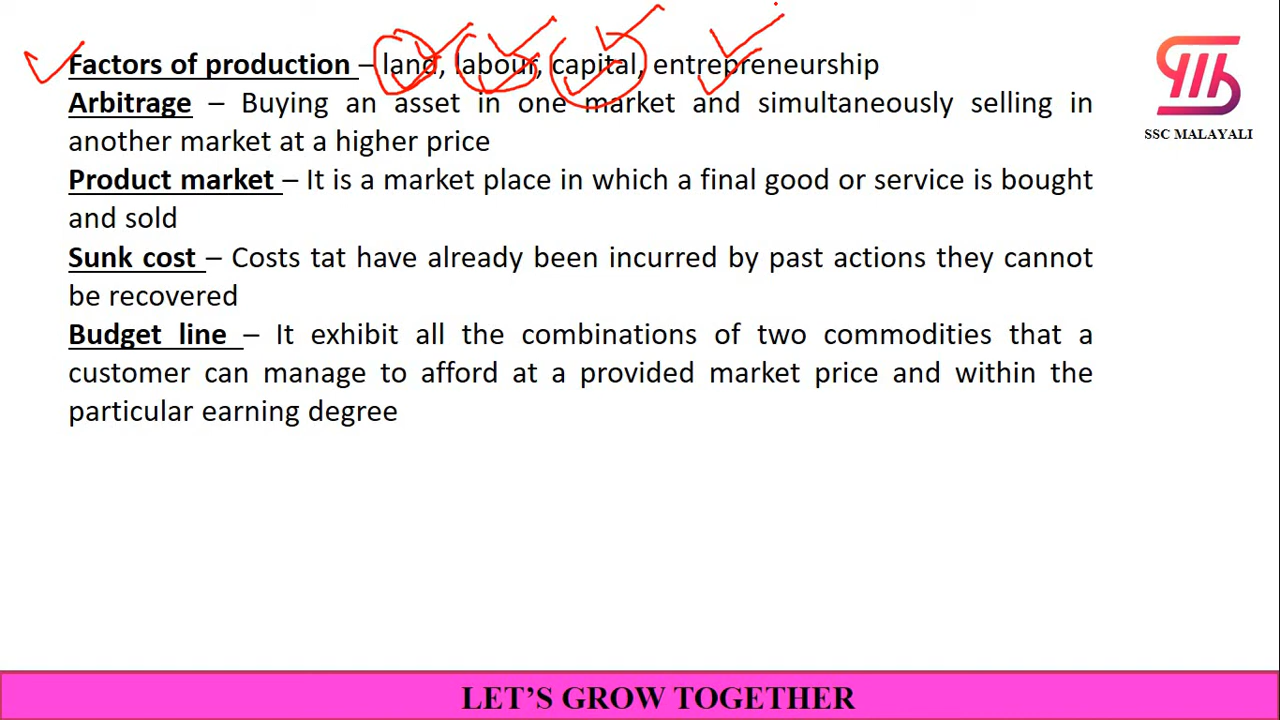 Factors of production – land, labour, capital, entrepreneurship
Arbitrage – Buying an asset in one market and simultaneously selling in
another market at a higher price
Product market – It is a market place in which a final good or service is bought
and sold
Sunk cost – Costs tat have already been incurred by past actions they cannot
be recovered
Budget line – It exhibit all the combinations of two commodities that a
customer can manage to afford at a provided market price and within the
particular earning degree
SSC MALAYALI
LET’S GROW TOGETHER